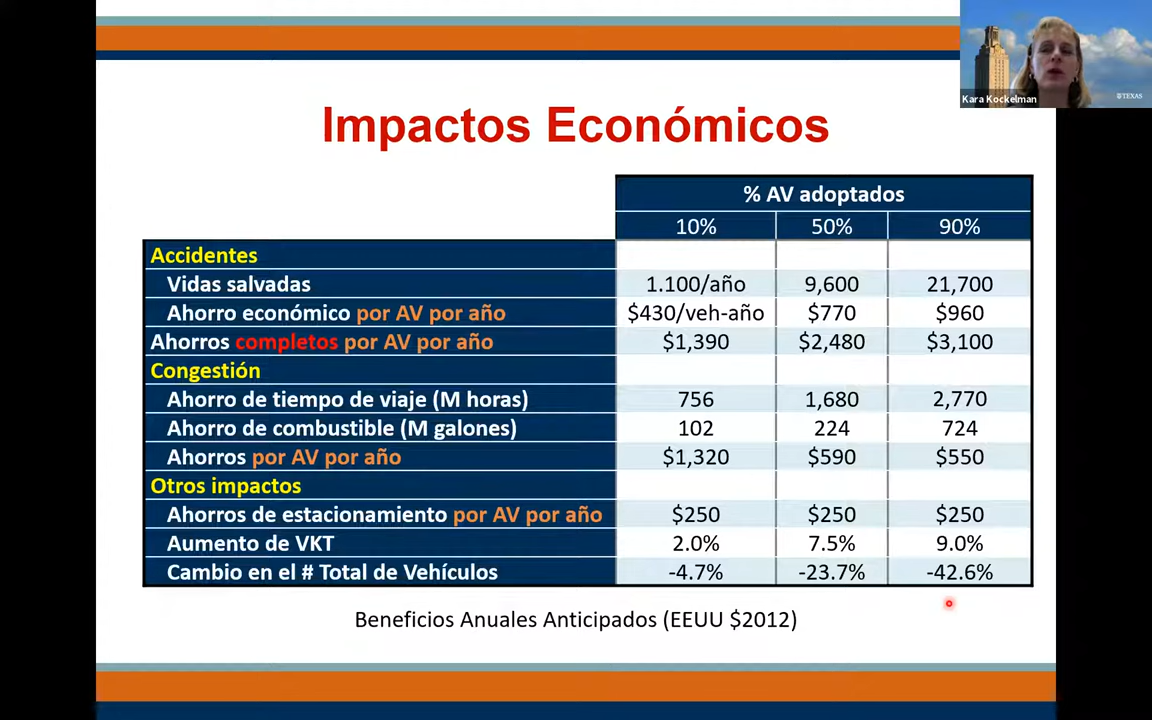 Kara Kockelman
TEXAS
Impactos Económicos
% AV adoptados
10% 50% 90%
Accidentes
Vidas salvadas 1.100/año 9,600 21,700
Ahorro económico por AV por año $430/veh-año $770 $960
Ahorros completos por AV por año $1,390 $2,480 $3,100
Congestión
Ahorro de tiempo de viaje (M horas) 756 1,680 2,770
Ahorro de combustible (M galones) 102 224 724
Ahorros por AV por año $1,320 $590 $550
Otros impactos
Ahorros de estacionamiento por AV por año $250 $250 $250
Aumento de VKT 2.0% 7.5% 9.0%
Cambio en el # Total de Vehículos -4.7% -23.7% -42.6%
Beneficios Anuales Anticipados (EEUU $2012)